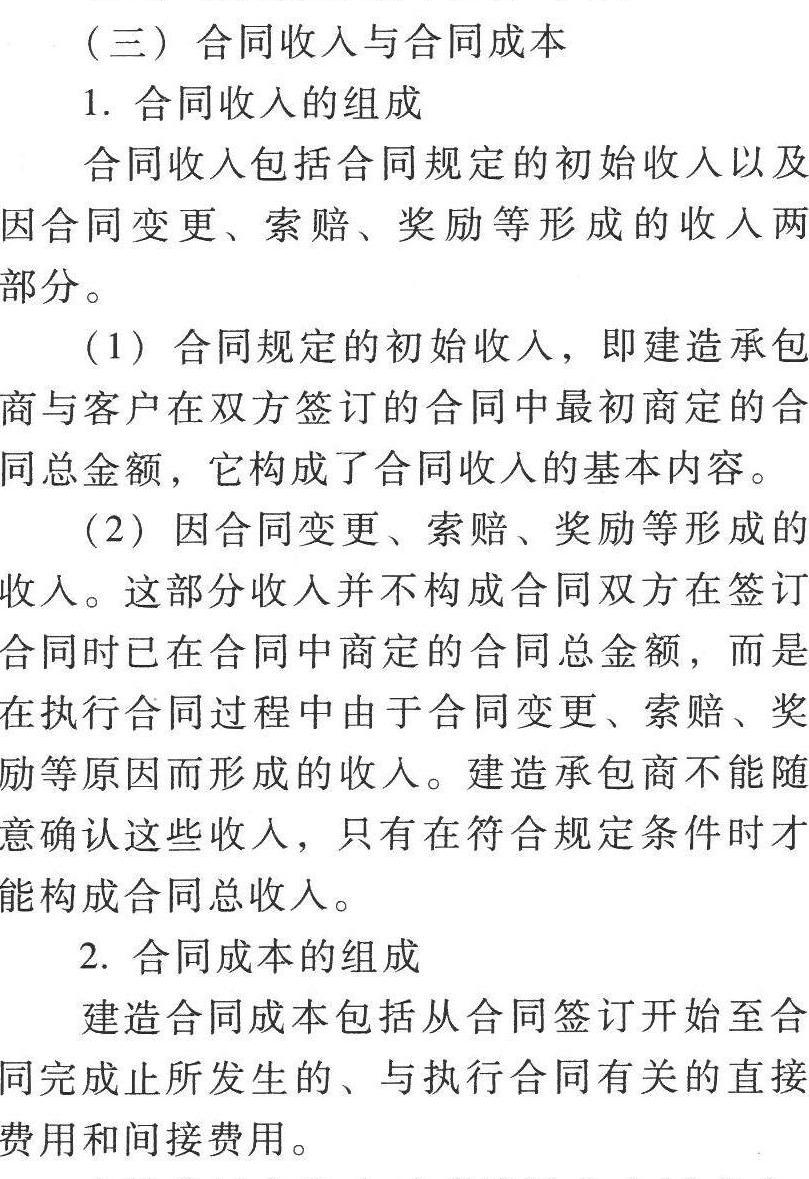 （三）合同收入与合同成本
1. 合同收入的组成
合同收入包括合同规定的初始收入以及
因合同变更、索赔、奖励等形成的收入两
部分。
（1）合同规定的初始收入，即建造承包
商与客户在双方签订的合同中最初商定的合
同总金额，它构成了合同收入的基本内容。
（2）因合同变更、索赔、奖励等形成的
收入。这部分收入并不构成合同双方在签订
合同时已在合同中商定的合同总金额，而是
在执行合同过程中由于合同变更、索赔、奖
励等原因而形成的收入。建造承包商不能随
意确认这些收入，只有在符合规定条件时才
能构成合同总收入。
2. 合同成本的组成
建造合同成本包括从合同签订开始至合
同完成止所发生的、与执行合同有关的直接
费用和间接费用。